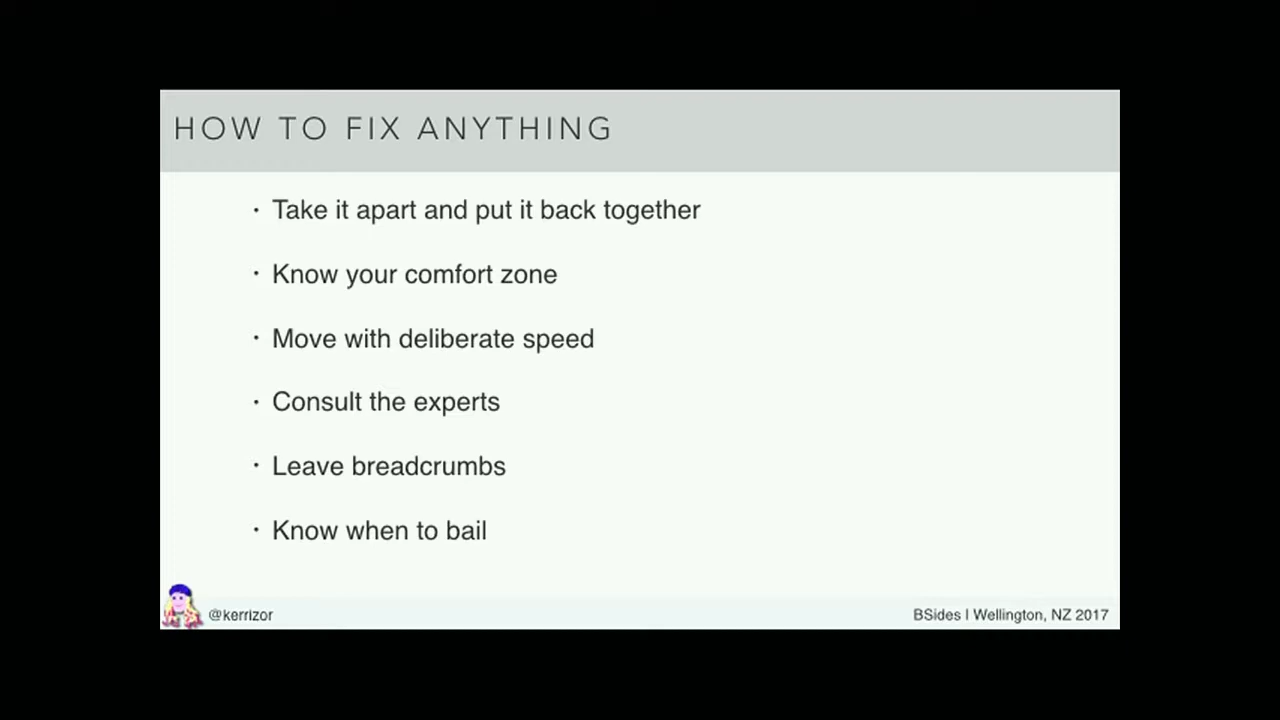 HOW TO FIX ANYTHING
· Take it apart and put it back together
· Know your comfort zone
· Move with deliberate speed
· Consult the experts
· Leave breadcrumbs
· Know when to bail
@kerrizor
BSides | Wellington, NZ 2017